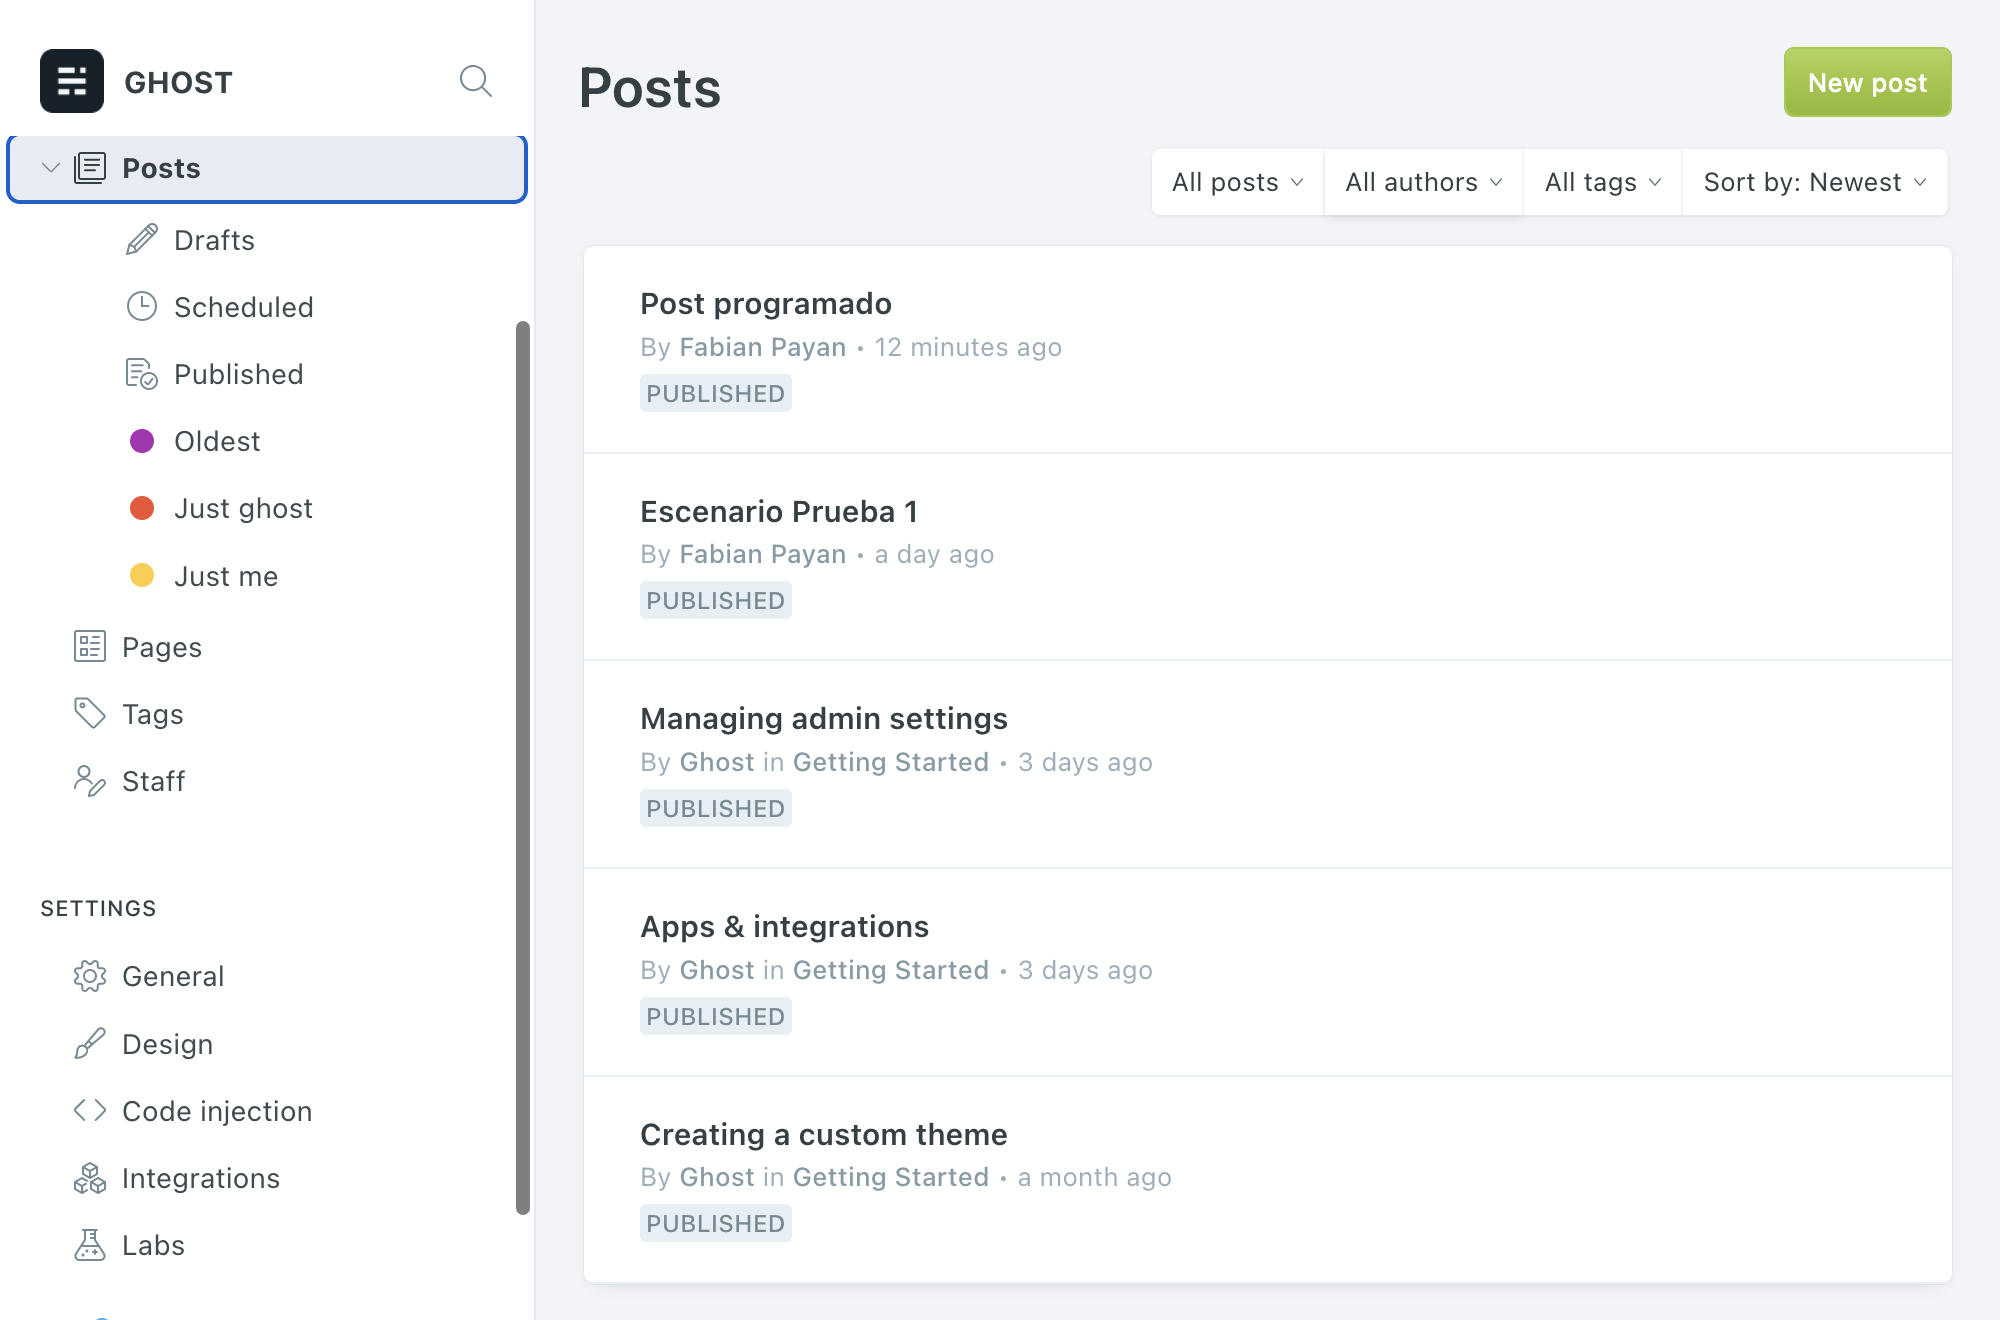 GHOST
Posts
Drafts
Scheduled
Published
Oldest
Just ghost
Just me
Pages
Tags
Staff
SETTINGS
General
Design
Code injection
Integrations
Labs
Posts
New post
All posts
All authors
All tags
Sort by: Newest
Post programado
By Fabian Payan • 12 minutes ago
PUBLISHED
Escenario Prueba 1
By Fabian Payan • a day ago
PUBLISHED
Managing admin settings
By Ghost in Getting Started • 3 days ago
PUBLISHED
Apps & integrations
By Ghost in Getting Started • 3 days ago
PUBLISHED
Creating a custom theme
By Ghost in Getting Started • a month ago
PUBLISHED